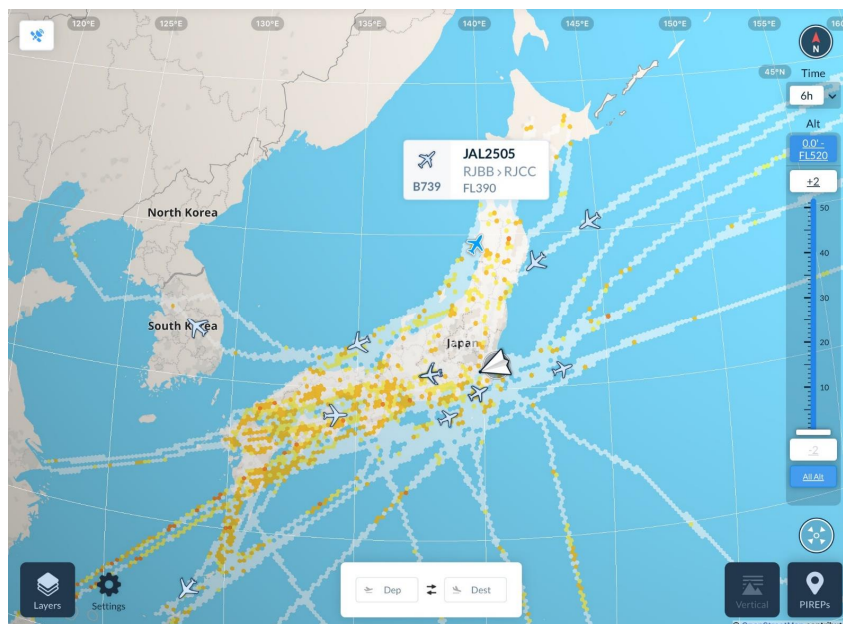 120°E
125°E
130°E
135°E
140°E
145°E
150°E
155°E
45°N
Time
6h
Alt
0.0' -
FL520
+2
50
40
30
20
10
-2
All Alt
JAL2505
RJBB › RJCC
B739
FL390
North Korea
South Korea
Japan
Layers
Settings
Dep
Dest
Vertical
PIREPs